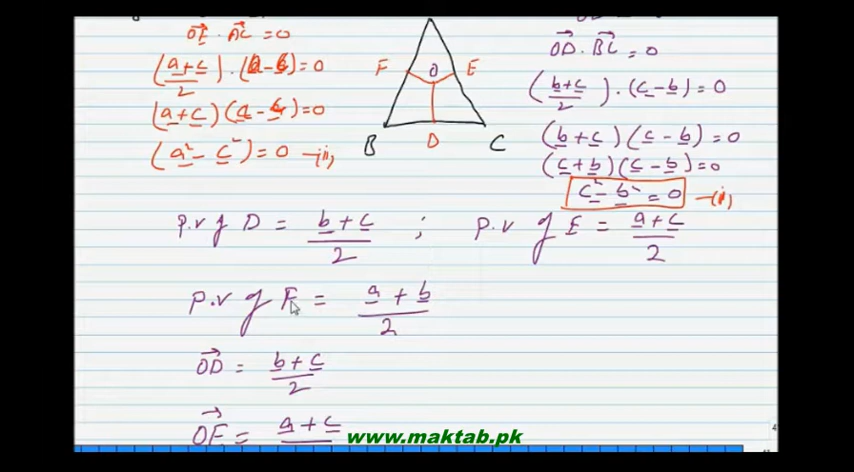 OE⃗ . AC⃗ = 0
(a+c)/2 . (a-c) = 0
(a+c)(a-c) = 0
(a² - c²) = 0 —(ii)
F O E
B D C
OD⃗ . BC⃗ = 0
(b+c)/2 . (c-b) = 0
(b+c)(c-b) = 0
(c+b)(c-b) = 0
c² - b² = 0 —(i)
p.v of D = (b+c)/2 ; p.v of E = (a+c)/2
p.v of F = (a+b)/2
OD⃗ = (b+c)/2
OE⃗ = a+c
www.maktab.pk